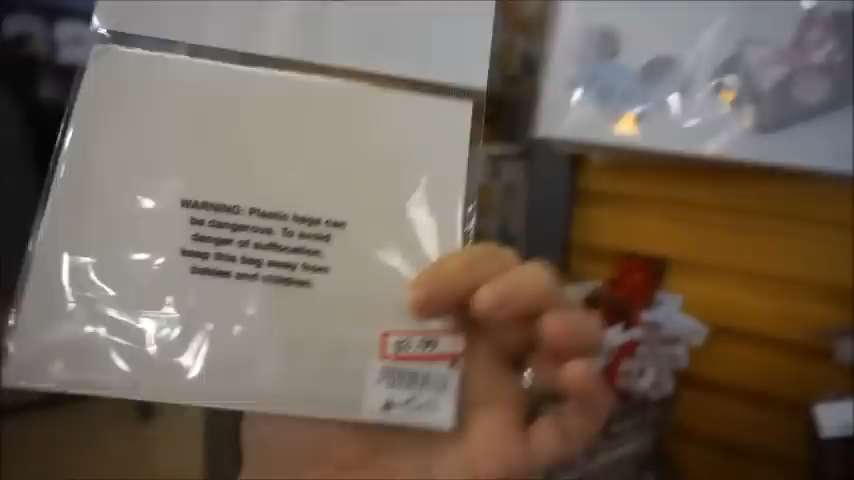 WARNING: Plastic bags can
be dangerous. To avoid
danger of suffocation,
keep this bag away from
babies and children.